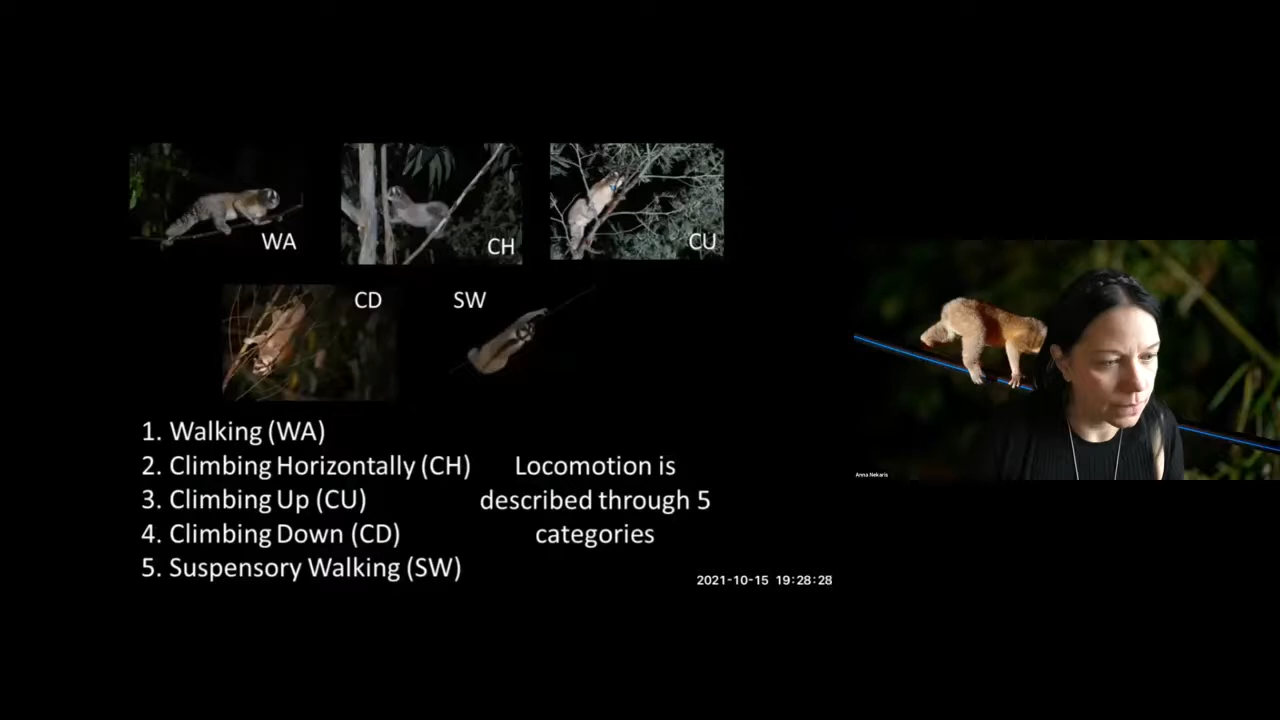 WA
CH
CU
CD
SW
1. Walking (WA)
2. Climbing Horizontally (CH)
3. Climbing Up (CU)
4. Climbing Down (CD)
5. Suspensory Walking (SW)
Locomotion is
described through 5
categories
2021-10-15 19:28:28
Anna Nekaris